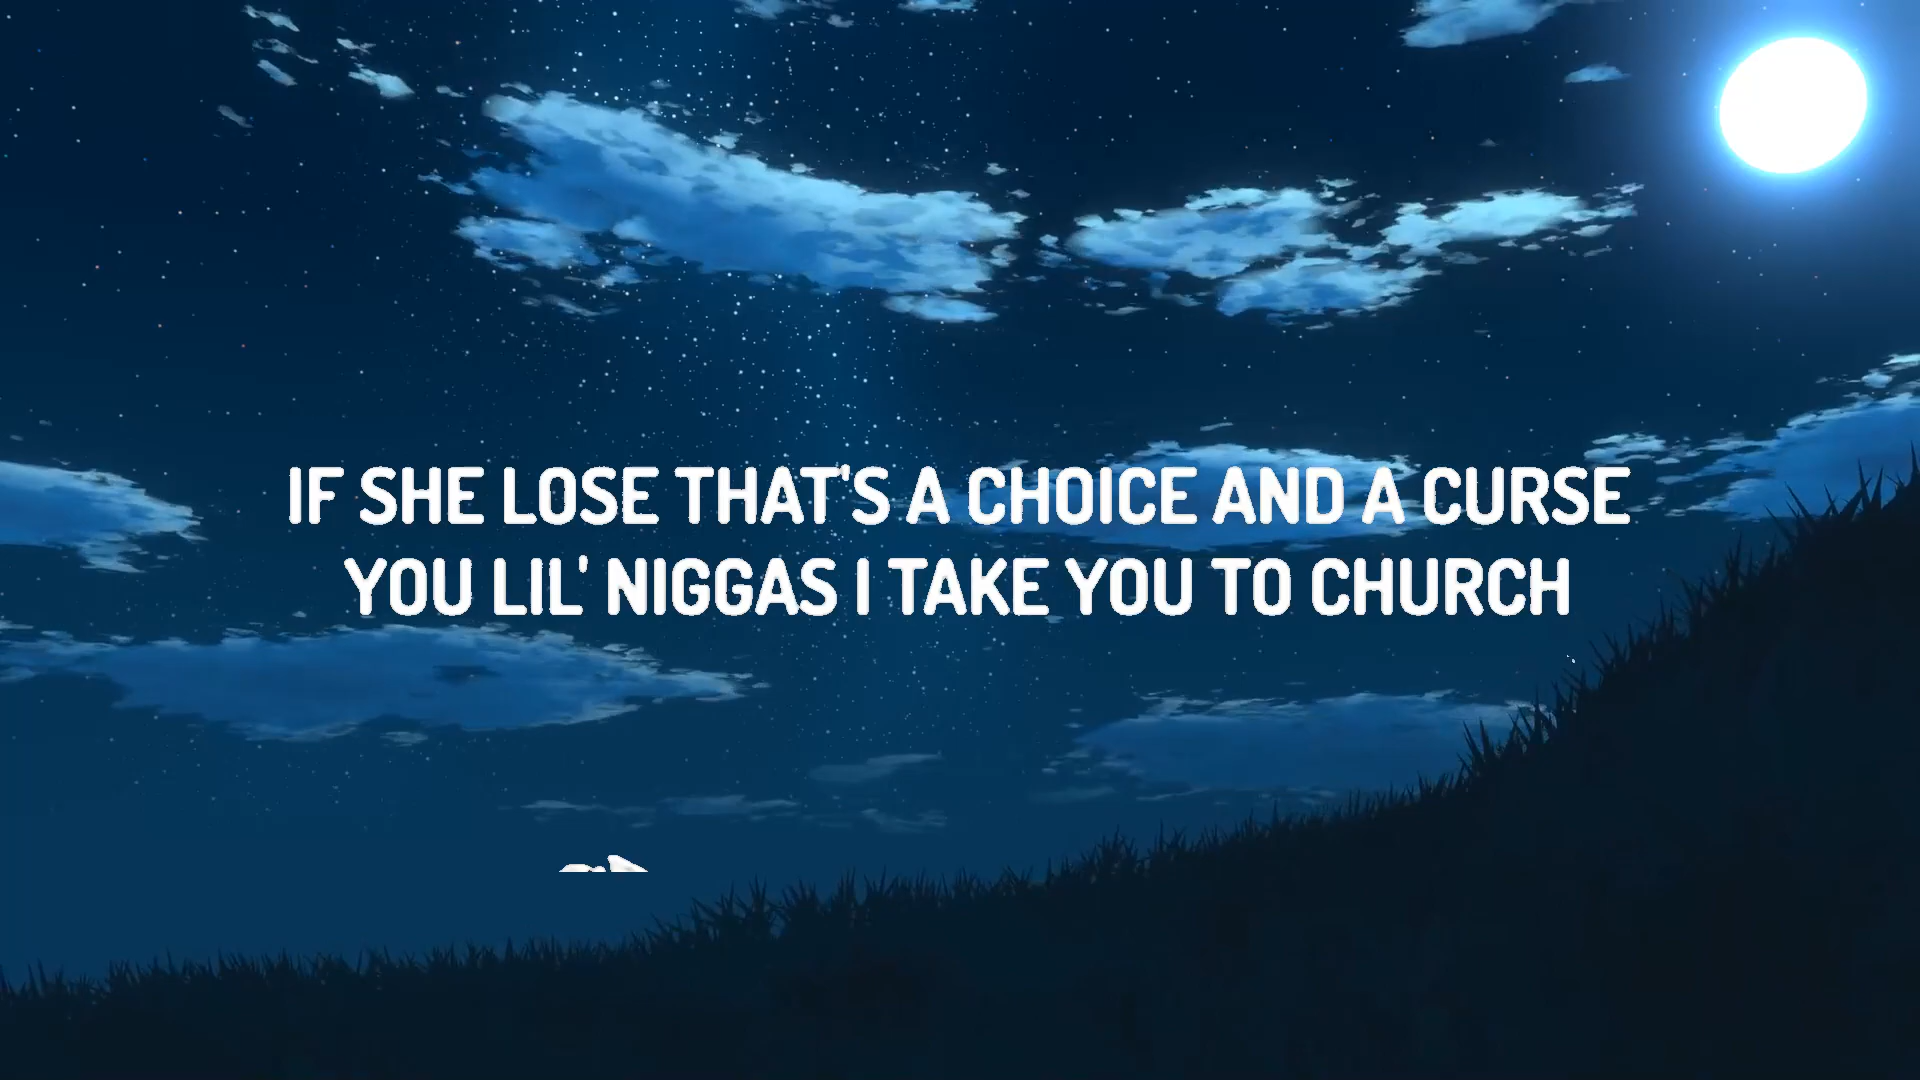 IF SHE LOSE THAT'S A CHOICE AND A CURSE
YOU LIL' NIGGAS I TAKE YOU TO CHURCH